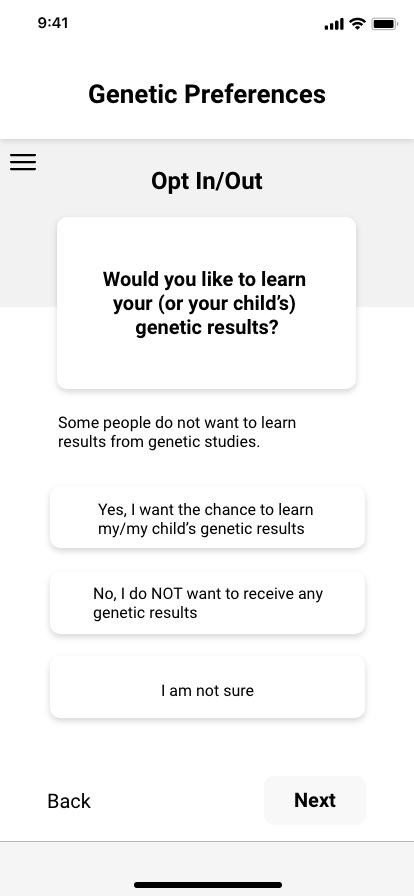 9:41
Genetic Preferences
Opt In/Out
Would you like to learn
your (or your child’s)
genetic results?
Some people do not want to learn
results from genetic studies.
Yes, I want the chance to learn
my/my child’s genetic results
No, I do NOT want to receive any
genetic results
I am not sure
Back
Next